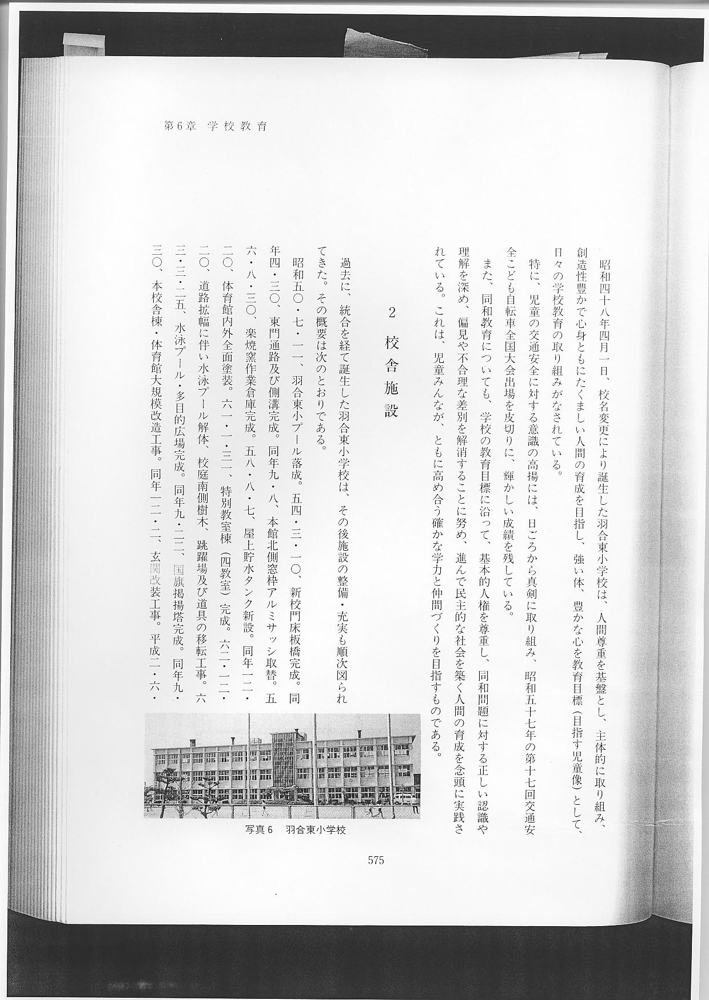 第6章 学校教育
昭和四十八年四月一日、校名変更により誕生した羽合東小学校は、人間尊重を基盤とし、主体的に取り組み、
創造性豊かで心身ともにたくましい人間の育成を目指し、強い体、豊かな心を教育目標（目指す児童像）として、
日々の学校教育の取り組みがなされている。
特に、児童の交通安全に対する意識の高揚には、日ごろから真剣に取り組み、昭和五十七年の第十七回交通安
全こども自転車全国大会出場を皮切りに、輝かしい成績を残している。
また、同和教育についても、学校の教育目標に沿って、基本的人権を尊重し、同和問題に対する正しい認識や
理解を深め、偏見や不合理な差別を解消することに努め、進んで民主的な社会を築く人間の育成を念頭に実践さ
れている。これは、児童みんなが、ともに高め合う確かな学力と仲間づくりを目指すものである。
2 校舎施設
過去に、統合を経て誕生した羽合東小学校は、その後施設の整備・充実も順次図られ
てきた。その概要は次のとおりである。
昭和五〇・七・一一、羽合東小プール落成。五四・三・一〇、新校門床板橋完成。同
年四・三〇、東門通路及び側溝完成。同年九・八、本館北側窓枠アルミサッシ取替。五
六・八・三〇、楽焼窯作業倉庫完成。五八・八・七、屋上貯水タンク新設。同年一二・
二〇、体育館内外全面塗装。六一・一・三一、特別教室棟（四教室）完成。六二・一二・
二〇、道路拡幅に伴い水泳プール解体、校庭南側樹木、跳躍場及び道具の移転工事。六
三・三・二五、水泳プール・多目的広場完成。同年九・二二、国旗掲揚塔完成。同年九・
三〇、本校舎棟・体育館大規模改造工事。同年一二・二、玄関改装工事。平成二・六・
写真6 羽合東小学校
575